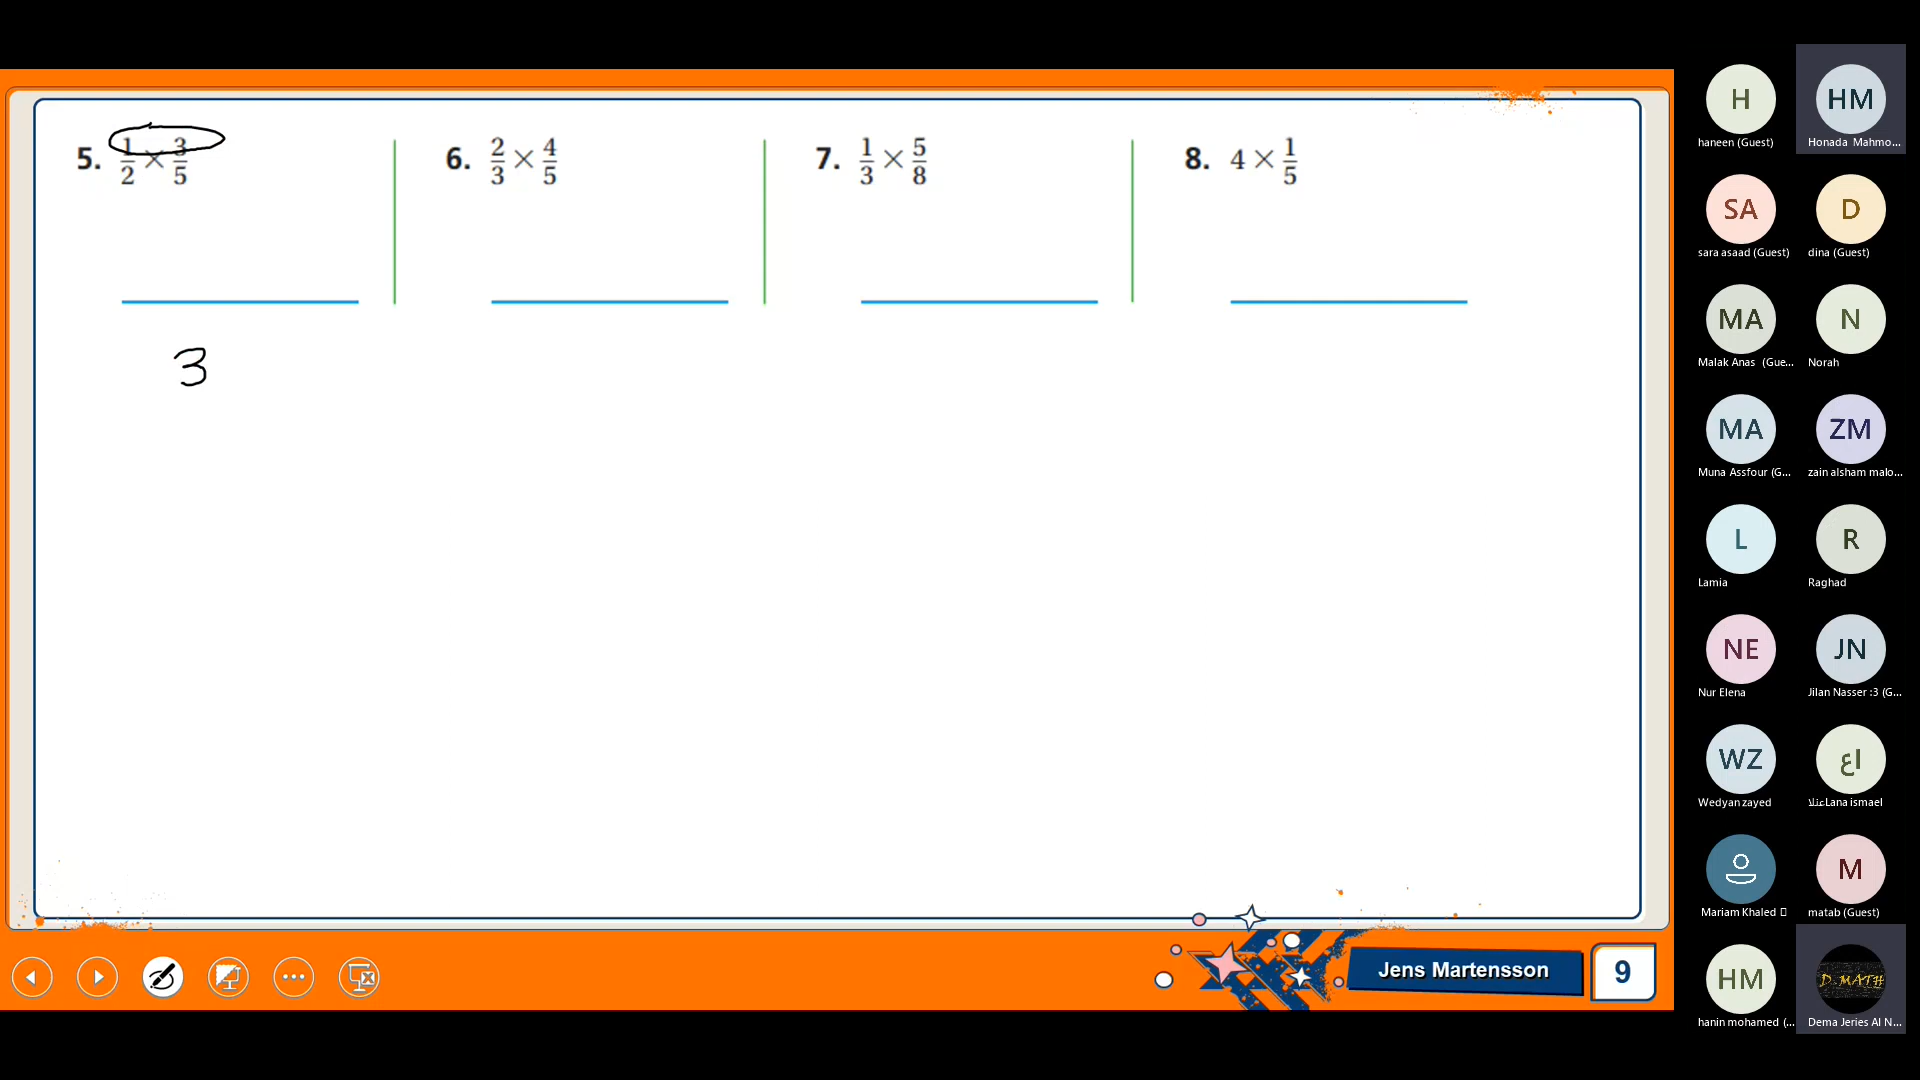 5. 1/2 × 3/5
6. 2/3 × 4/5
7. 1/3 × 5/8
8. 4 × 1/5
3
Jens Martensson
9
H
haneen (Guest)
HM
Honada Mahmo...
SA
sara asaad (Guest)
D
dina (Guest)
MA
Malak Anas (Gue...
N
Norah
MA
Muna Assfour (G...
ZM
zain alsham malo...
L
Lamia
R
Raghad
NE
Nur Elena
JN
Jilan Nasser :3 (G...
WZ
Wedyan zayed
اع
Lana ismael
Mariam Khaled
M
matab (Guest)
HM
hanin mohamed (...
D.MATH
Dema Jeries Al N...